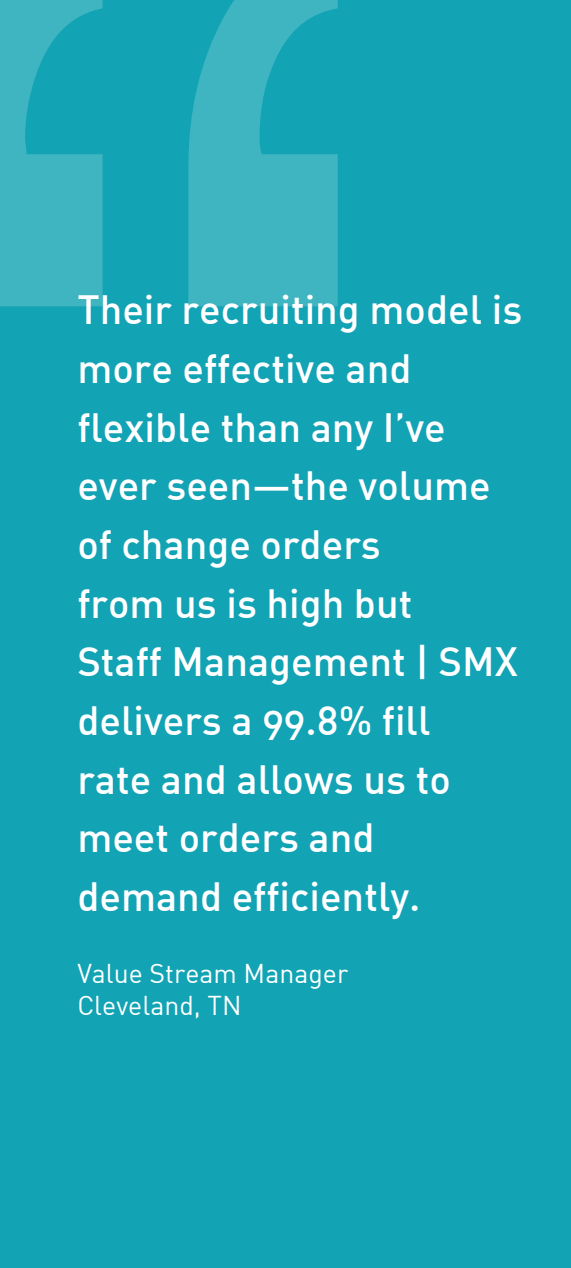 Their recruiting model is
more effective and
flexible than any I’ve
ever seen—the volume
of change orders
from us is high but
Staff Management | SMX
delivers a 99.8% fill
rate and allows us to
meet orders and
demand efficiently.
Value Stream Manager
Cleveland, TN